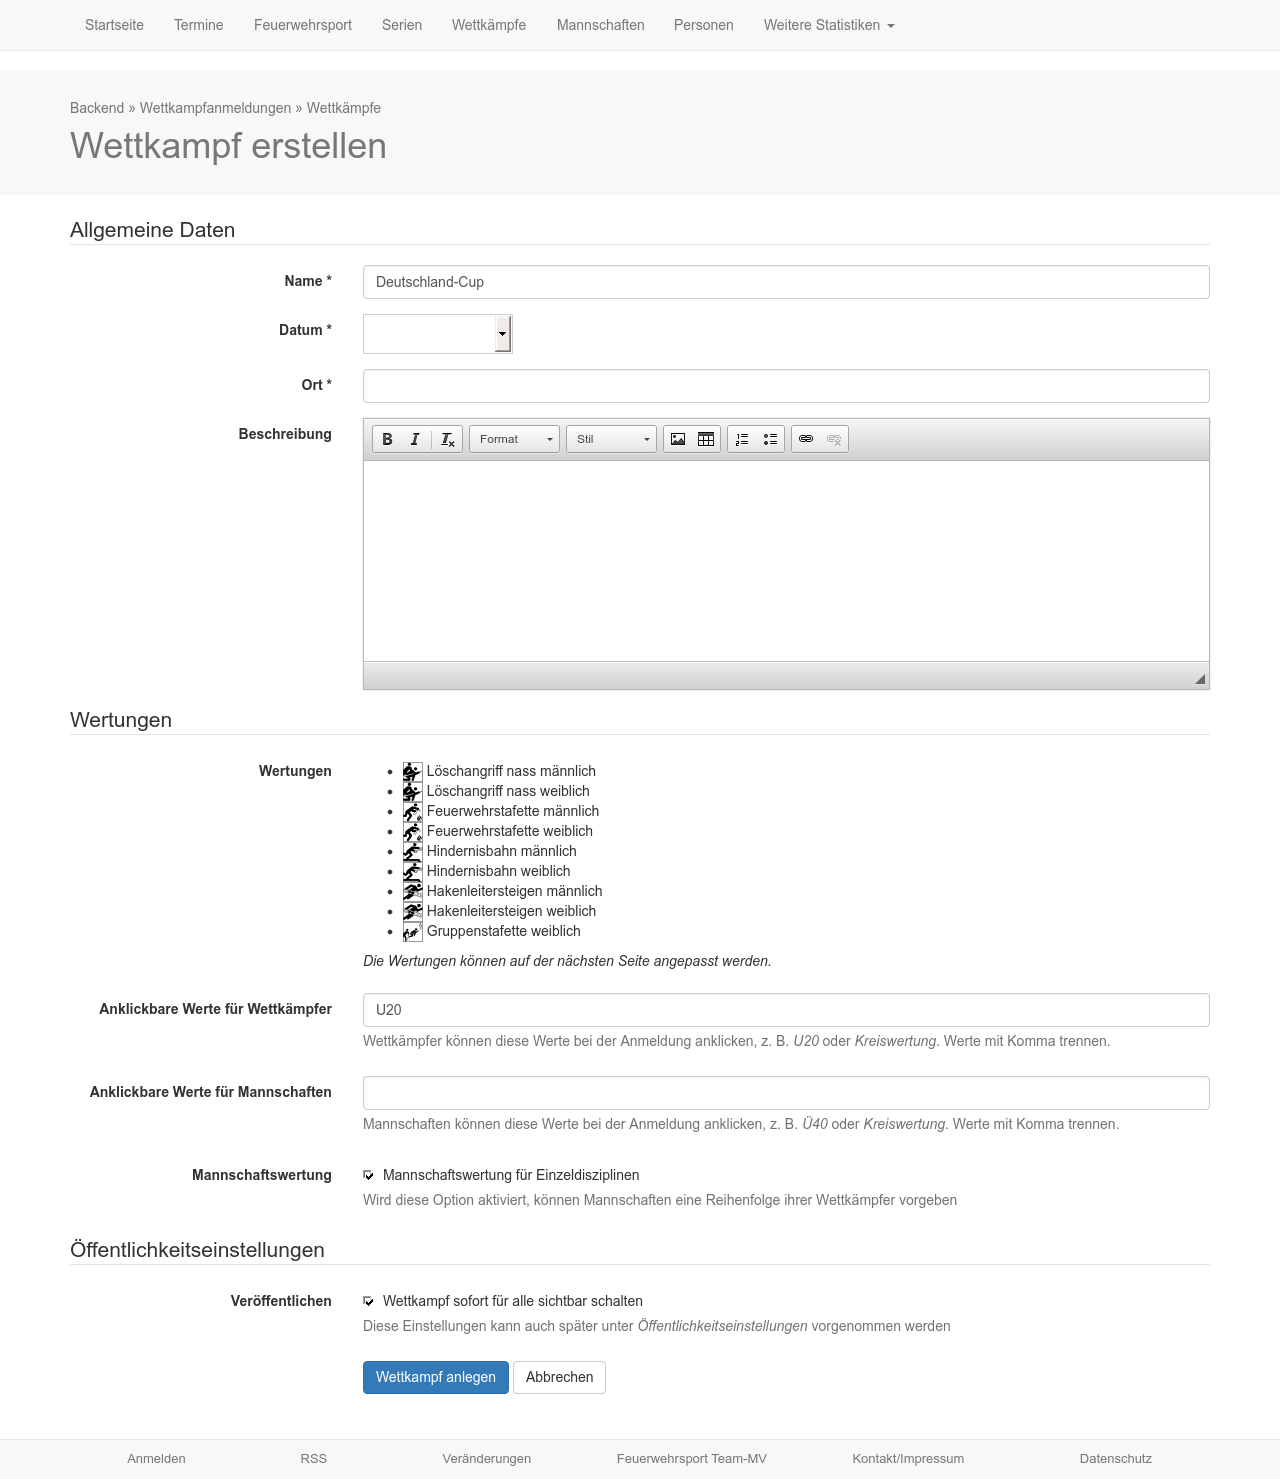 Startseite Termine Feuerwehrsport Serien Wettkämpfe Mannschaften Personen Weitere Statistiken
Backend » Wettkampfanmeldungen » Wettkämpfe
Wettkampf erstellen
Allgemeine Daten
Name * Deutschland-Cup
Datum *
Ort *
Beschreibung
B I Tx Format Stil
Wertungen
Wertungen
• Löschangriff nass männlich
• Löschangriff nass weiblich
• Feuerwehrstafette männlich
• Feuerwehrstafette weiblich
• Hindernisbahn männlich
• Hindernisbahn weiblich
• Hakenleitersteigen männlich
• Hakenleitersteigen weiblich
• Gruppenstafette weiblich
Die Wertungen können auf der nächsten Seite angepasst werden.
Anklickbare Werte für Wettkämpfer U20
Wettkämpfer können diese Werte bei der Anmeldung anklicken, z. B. U20 oder Kreiswertung. Werte mit Komma trennen.
Anklickbare Werte für Mannschaften
Mannschaften können diese Werte bei der Anmeldung anklicken, z. B. Ü40 oder Kreiswertung. Werte mit Komma trennen.
Mannschaftswertung Mannschaftswertung für Einzeldisziplinen
Wird diese Option aktiviert, können Mannschaften eine Reihenfolge ihrer Wettkämpfer vorgeben
Öffentlichkeitseinstellungen
Veröffentlichen Wettkampf sofort für alle sichtbar schalten
Diese Einstellungen kann auch später unter Öffentlichkeitseinstellungen vorgenommen werden
Wettkampf anlegen Abbrechen
Anmelden RSS Veränderungen Feuerwehrsport Team-MV Kontakt/Impressum Datenschutz